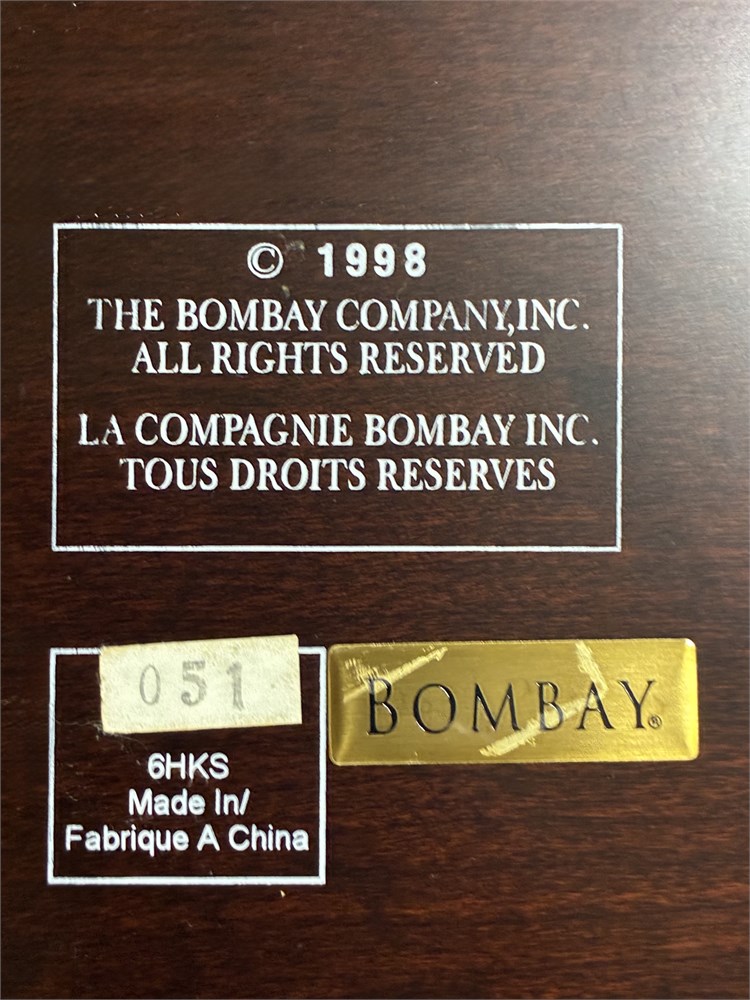 © 1998
THE BOMBAY COMPANY,INC.
ALL RIGHTS RESERVED
LA COMPAGNIE BOMBAY INC.
TOUS DROITS RESERVES
051
6HKS
Made In/
Fabrique A China
BOMBAY®